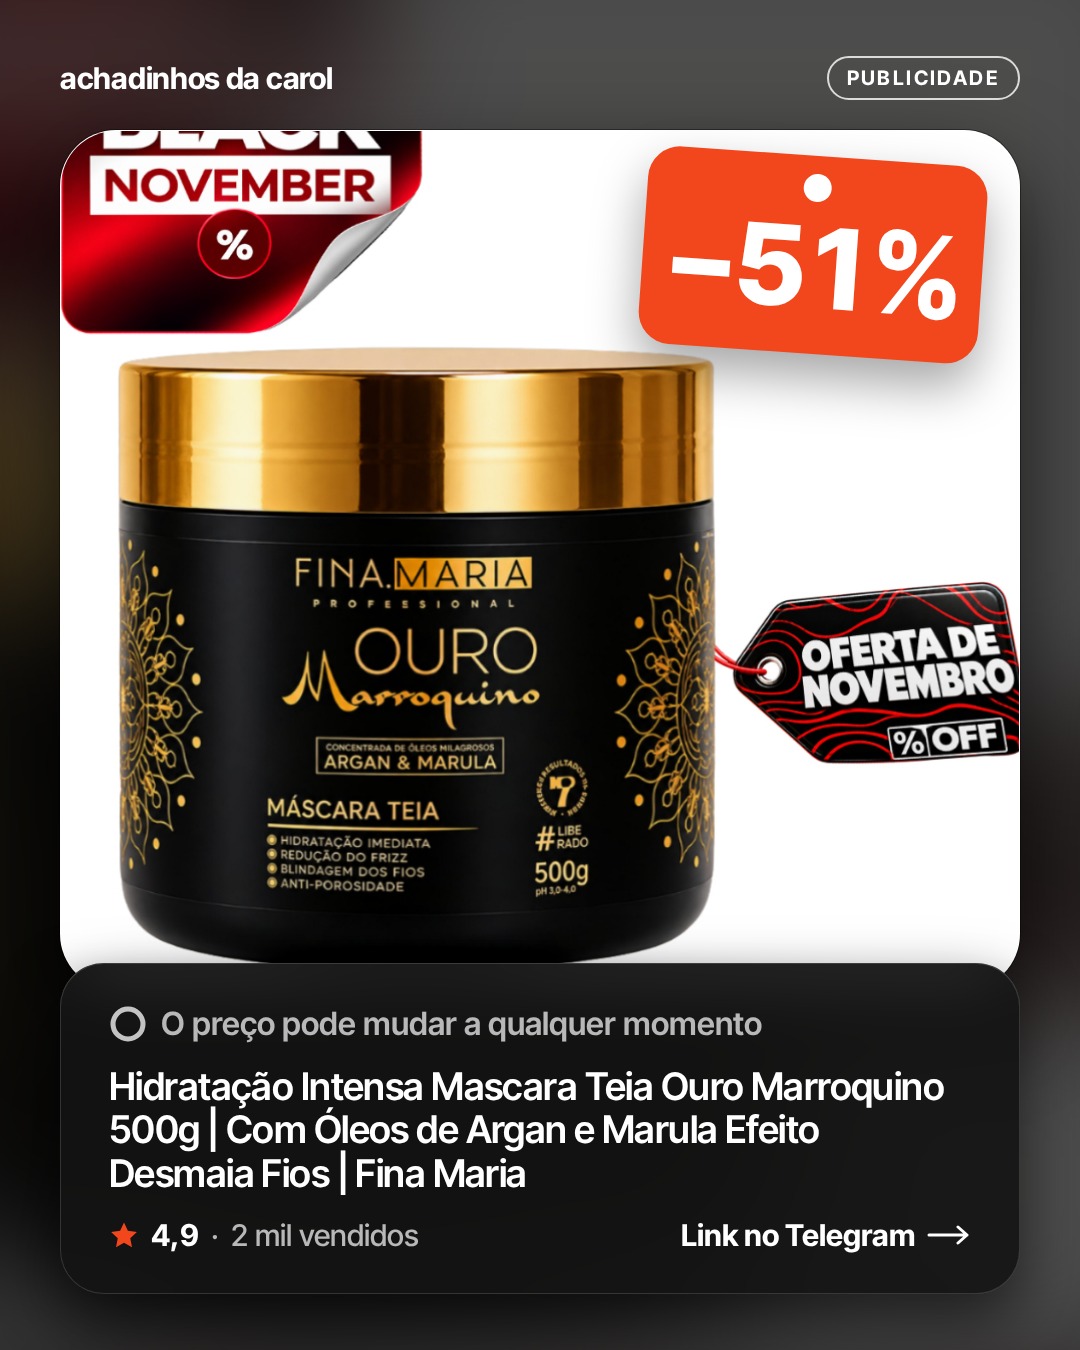 achadinhos da carol
PUBLICIDADE
BLACK
NOVEMBER
%
-51%
FINA.MARIA
PROFESSIONAL
OURO
Marroquino
CONCENTRADA DE ÓLEOS MILAGROSOS
ARGAN & MARULA
MÁSCARA TEIA
HIDRATAÇÃO IMEDIATA
REDUÇÃO DO FRIZZ
BLINDAGEM DOS FIOS
ANTI-POROSIDADE
#LIBE
RADO
500g
pH 3,0-4,0
OFERTA DE
NOVEMBRO
% OFF
O preço pode mudar a qualquer momento
Hidratação Intensa Mascara Teia Ouro Marroquino
500g | Com Óleos de Argan e Marula Efeito
Desmaia Fios | Fina Maria
4,9 · 2 mil vendidos
Link no Telegram →